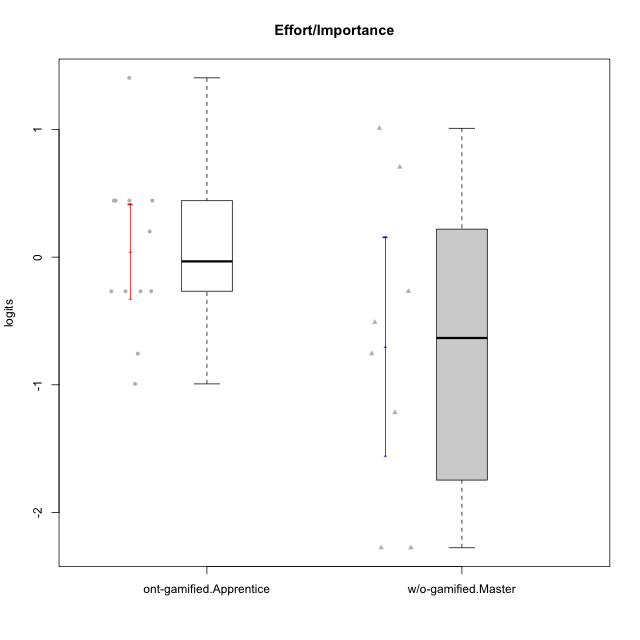 Effort/Importance
logits
1
0
-1
-2
ont-gamified.Apprentice
w/o-gamified.Master